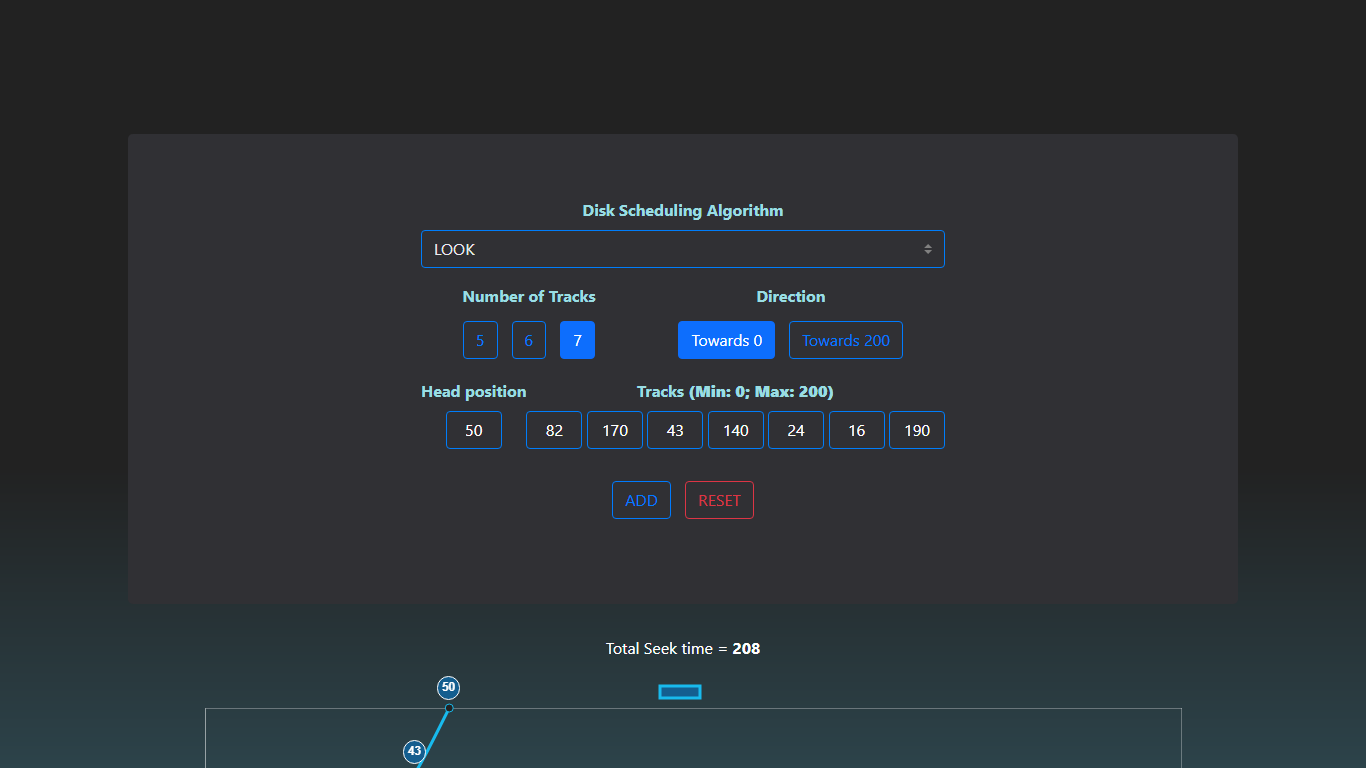 Disk Scheduling Algorithm
LOOK
Number of Tracks Direction
5 6 7 Towards 0 Towards 200
Head position Tracks (Min: 0; Max: 200)
50 82 170 43 140 24 16 190
ADD RESET
Total Seek time = 208
50
43